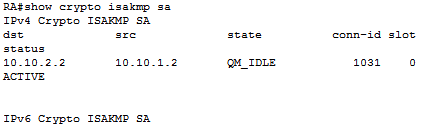 RA#show crypto isakmp sa
IPv4 Crypto ISAKMP SA
dst             src             state          conn-id slot
status
10.10.2.2       10.10.1.2       QM_IDLE           1031    0
ACTIVE
IPv6 Crypto ISAKMP SA